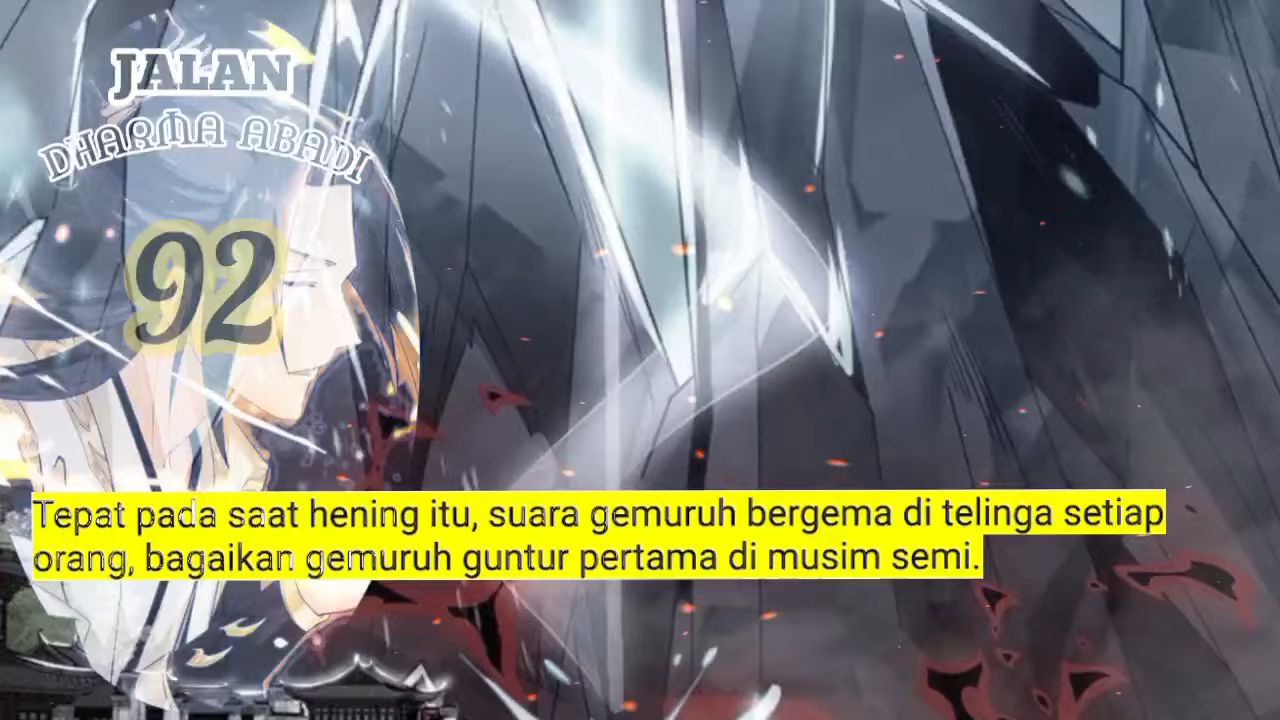 JALAN
DHARMA ABADI
92
Tepat pada saat hening itu, suara gemuruh bergema di telinga setiap
orang, bagaikan gemuruh guntur pertama di musim semi.